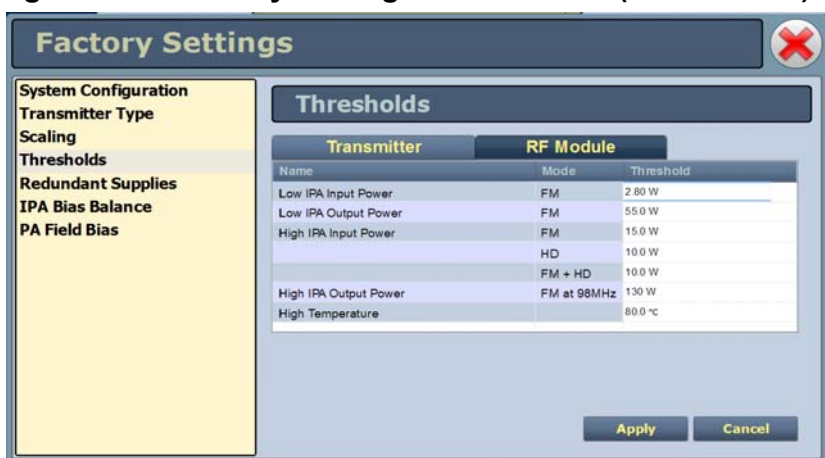 Factory Settings
System Configuration
Transmitter Type
Scaling
Thresholds
Redundant Supplies
IPA Bias Balance
PA Field Bias
Thresholds
Transmitter RF Module
Name Mode Threshold
Low IPA Input Power FM 2.80 W
Low IPA Output Power FM 55.0 W
High IPA Input Power FM 15.0 W
HD 10.0 W
FM + HD 10.0 W
High IPA Output Power FM at 98MHz 130 W
High Temperature 80.0 °C
Apply Cancel